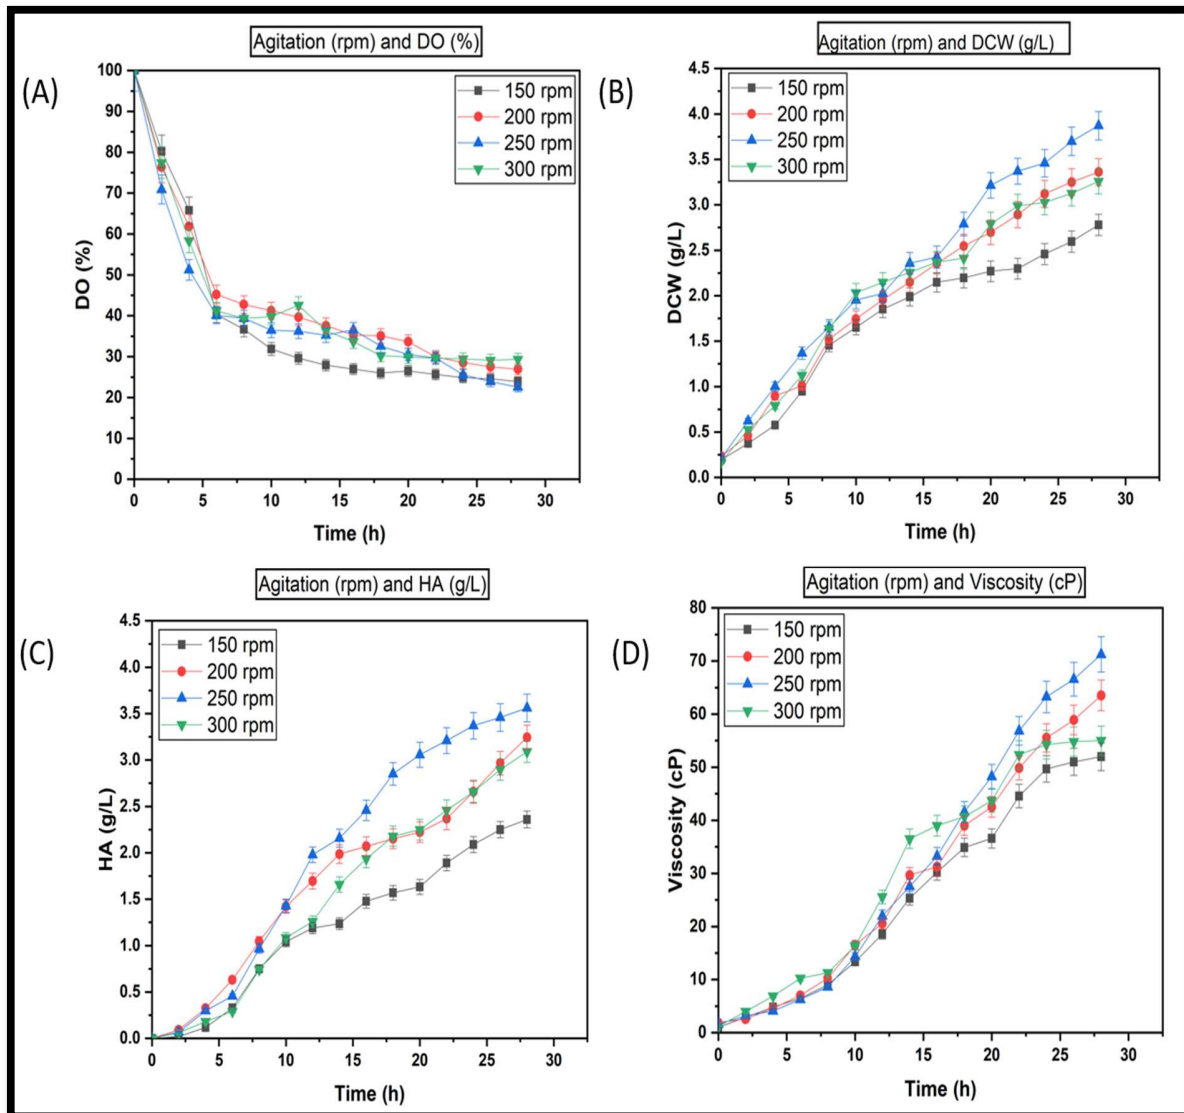 Agitation (rpm) and DO (%)
(A)
100
90
80
70
60
50
40
30
20
10
0
DO (%)
150 rpm
200 rpm
250 rpm
300 rpm
0 5 10 15 20 25 30
Time (h)
Agitation (rpm) and DCW (g/L)
(B)
4.5
4.0
3.5
3.0
2.5
2.0
1.5
1.0
0.5
0.0
DCW (g/L)
150 rpm
200 rpm
250 rpm
300 rpm
0 5 10 15 20 25 30
Time (h)
Agitation (rpm) and HA (g/L)
(C)
4.5
4.0
3.5
3.0
2.5
2.0
1.5
1.0
0.5
0.0
HA (g/L)
150 rpm
200 rpm
250 rpm
300 rpm
0 5 10 15 20 25 30
Time (h)
Agitation (rpm) and Viscosity (cP)
(D)
80
70
60
50
40
30
20
10
0
Viscosity (cP)
150 rpm
200 rpm
250 rpm
300 rpm
0 5 10 15 20 25 30
Time (h)